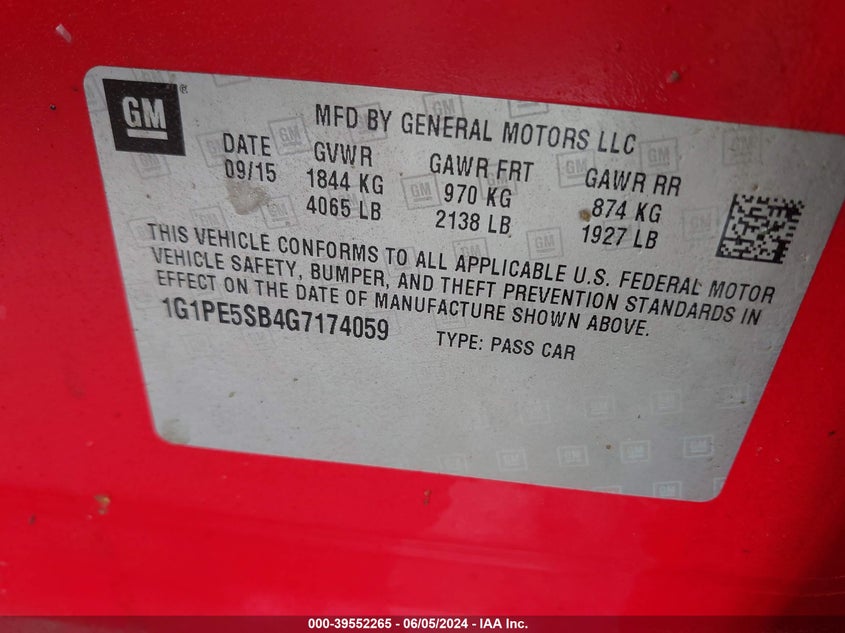 GM®
MFD BY GENERAL MOTORS LLC
DATE GVWR GAWR FRT GAWR RR
09/15 1844 KG 970 KG 874 KG
4065 LB 2138 LB 1927 LB
THIS VEHICLE CONFORMS TO ALL APPLICABLE U.S. FEDERAL MOTOR
VEHICLE SAFETY, BUMPER, AND THEFT PREVENTION STANDARDS IN
EFFECT ON THE DATE OF MANUFACTURE SHOWN ABOVE.
1G1PE5SB4G7174059 TYPE: PASS CAR
000-39552265 - 06/05/2024 - IAA Inc.